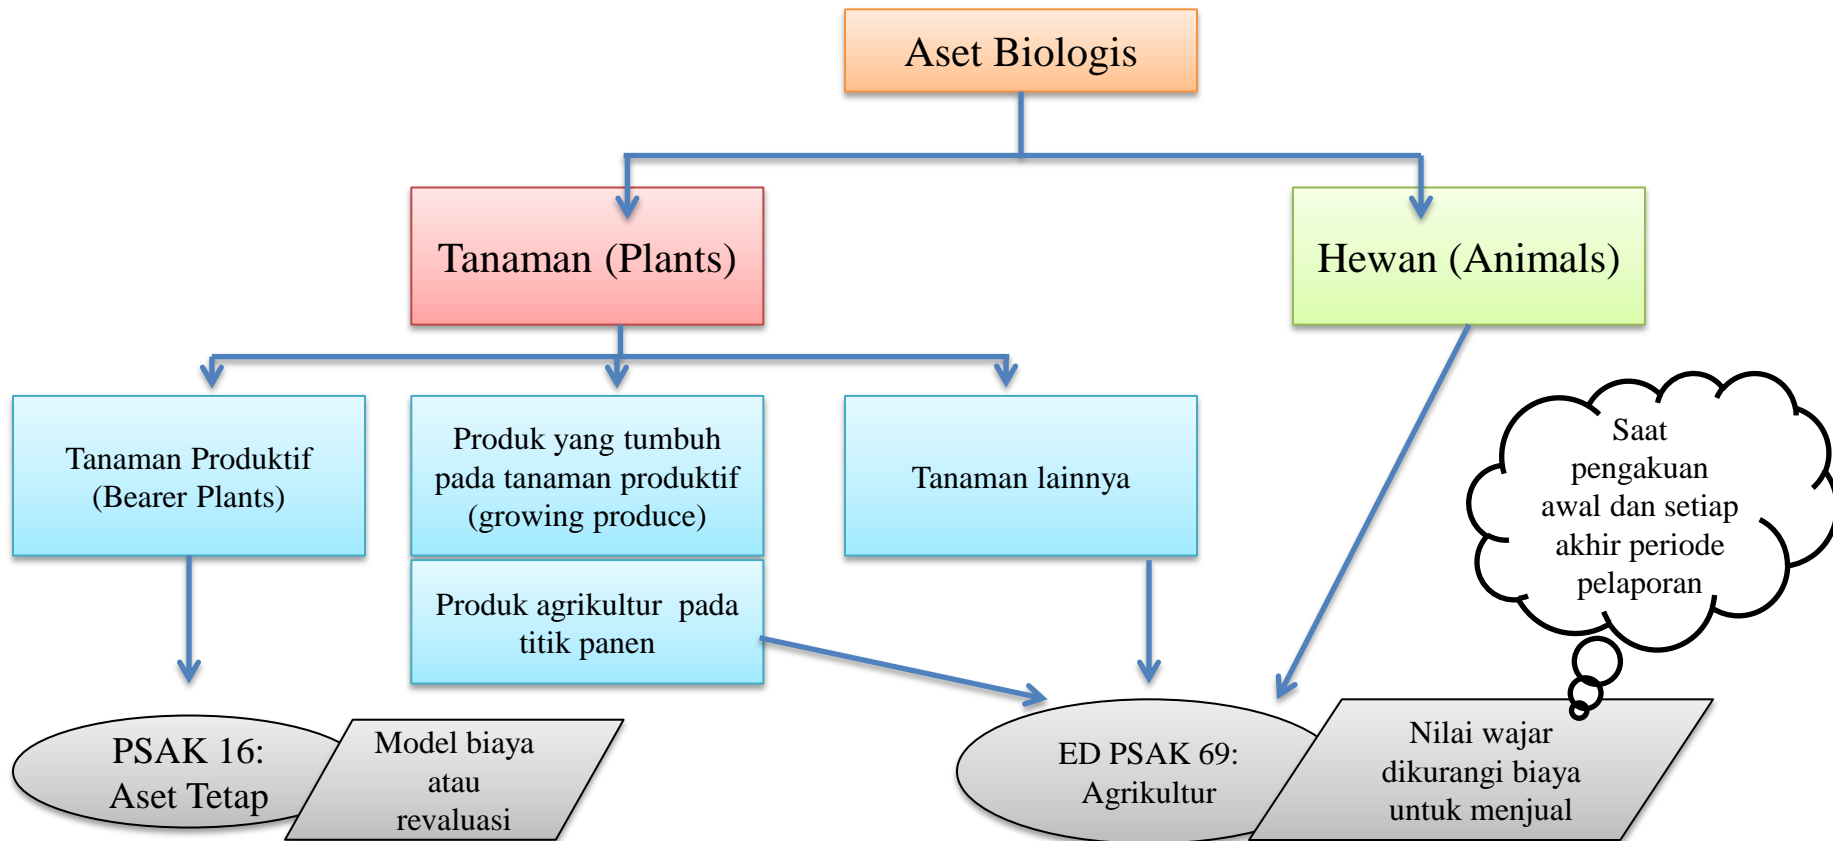 Aset Biologis
Tanaman (Plants)
Hewan (Animals)
Tanaman Produktif
(Bearer Plants)
Produk yang tumbuh
pada tanaman produktif
(growing produce)
Tanaman lainnya
Saat
pengakuan
awal dan setiap
akhir periode
pelaporan
Produk agrikultur pada
titik panen
PSAK 16:
Aset Tetap
Model biaya
atau
revaluasi
ED PSAK 69:
Agrikultur
Nilai wajar
dikurangi biaya
untuk menjual